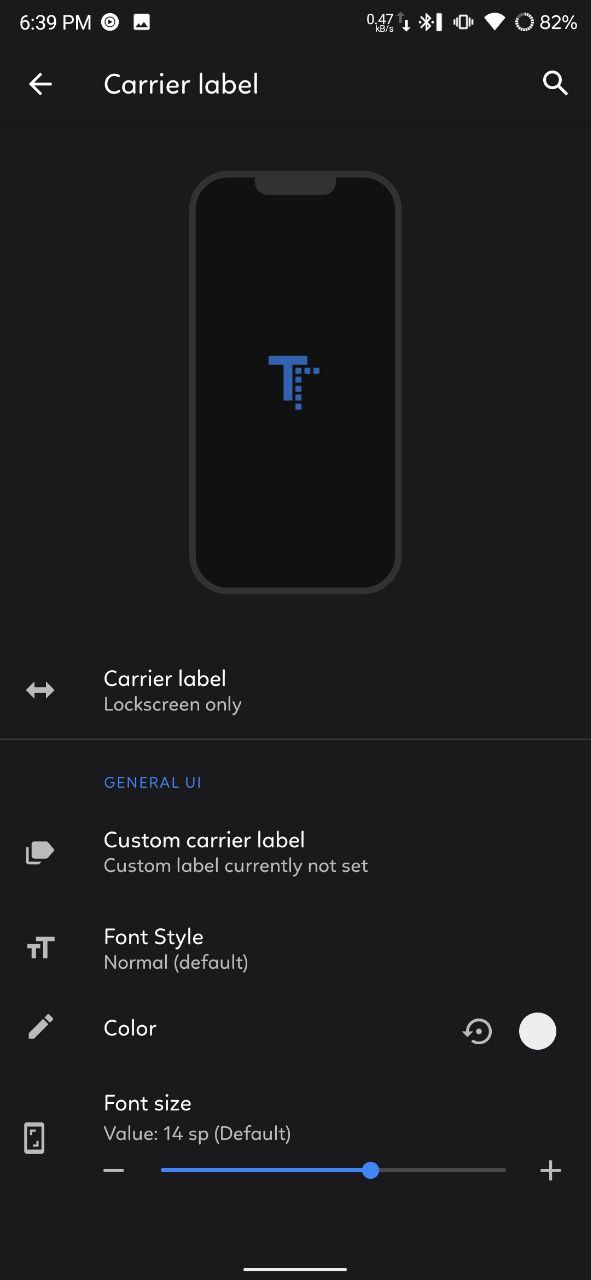 6:39 PM
0.47
kB/s
82%
Carrier label
Carrier label
Lockscreen only
GENERAL UI
Custom carrier label
Custom label currently not set
Font Style
Normal (default)
Color
Font size
Value: 14 sp (Default)